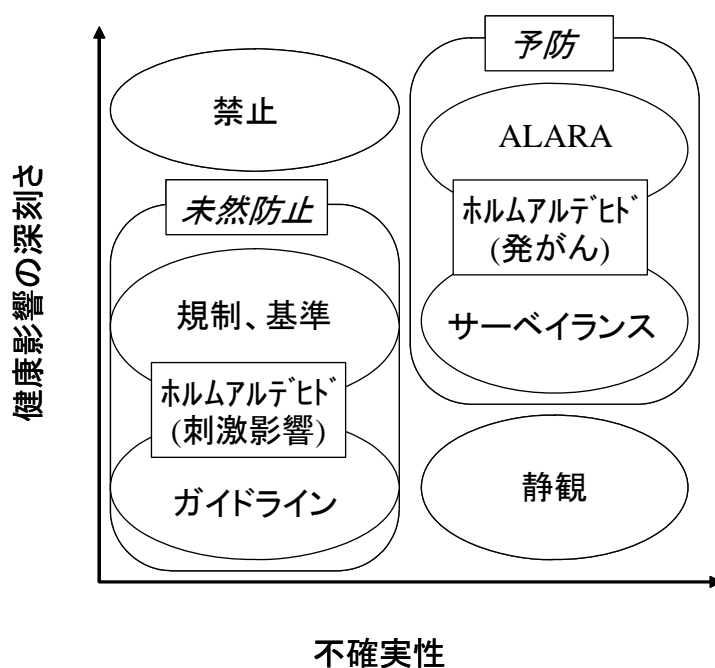 予防
禁止
ALARA
未然防止
ホルムアルデヒド
(発がん)
規制、基準
サーベイランス
ホルムアルデヒド
(刺激影響)
ガイドライン
静観
健康影響の深刻さ
不確実性